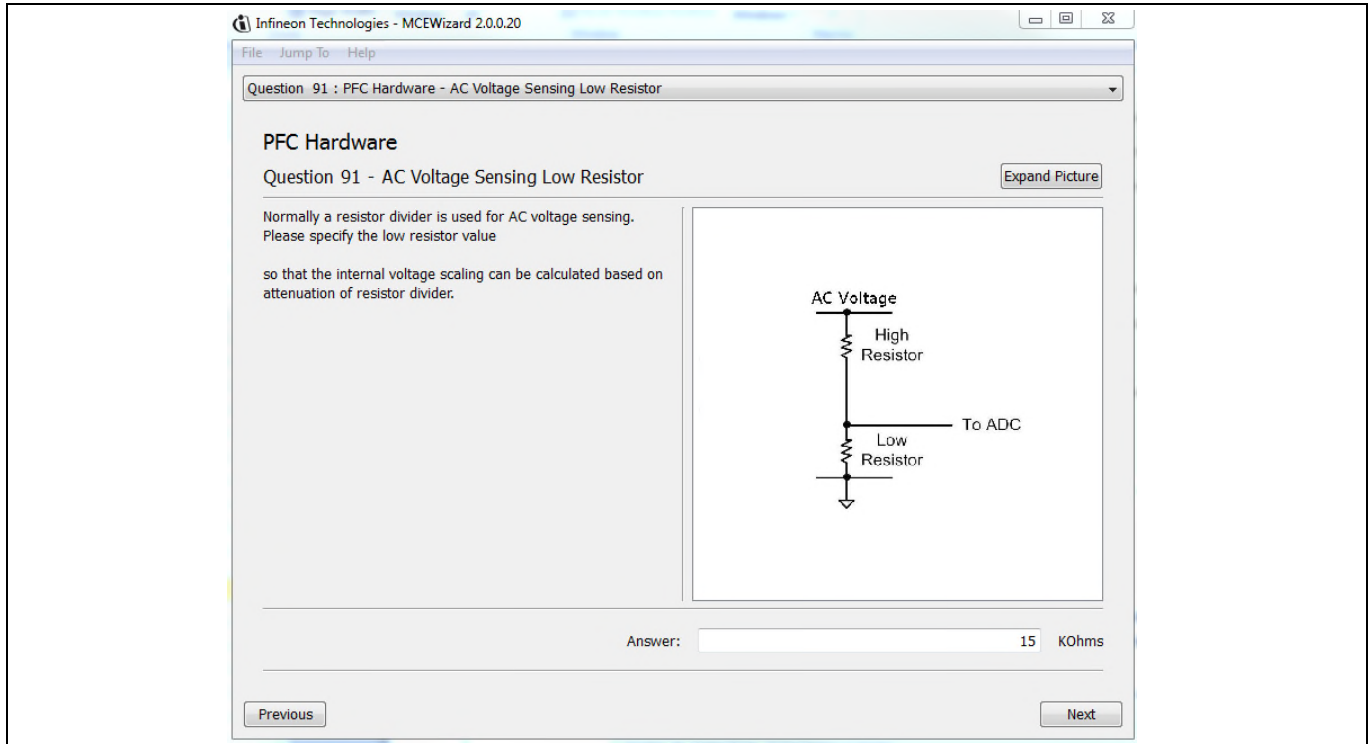 Infineon Technologies - MCEWizard 2.0.0.20
File Jump To Help
Question 91 : PFC Hardware - AC Voltage Sensing Low Resistor
PFC Hardware
Question 91 - AC Voltage Sensing Low Resistor
Expand Picture
Normally a resistor divider is used for AC voltage sensing.
Please specify the low resistor value
so that the internal voltage scaling can be calculated based on
attenuation of resistor divider.
AC Voltage
High
Resistor
To ADC
Low
Resistor
Answer: 15 KOhms
Previous Next